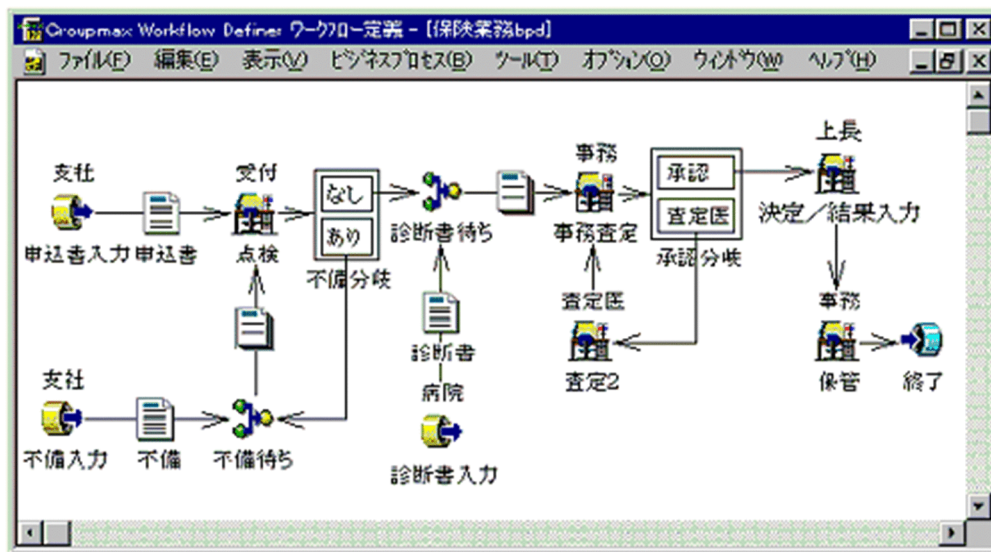 Groupmax Workflow Definer ワークフロー定義 - [保険業務bpd]
ファイル(F) 編集(E) 表示(V) ビジネスプロセス(B) ツール(T) オプション(O) ウィンドウ(W) ヘルプ(H)
支社
申込書入力
申込書
受付
点検
なし
あり
不備分岐
診断書待ち
事務
事務査定
承認
査定医
承認分岐
上長
決定／結果入力
診断書
病院
診断書入力
査定医
査定2
事務
保管
終了
支社
不備入力
不備
不備待ち